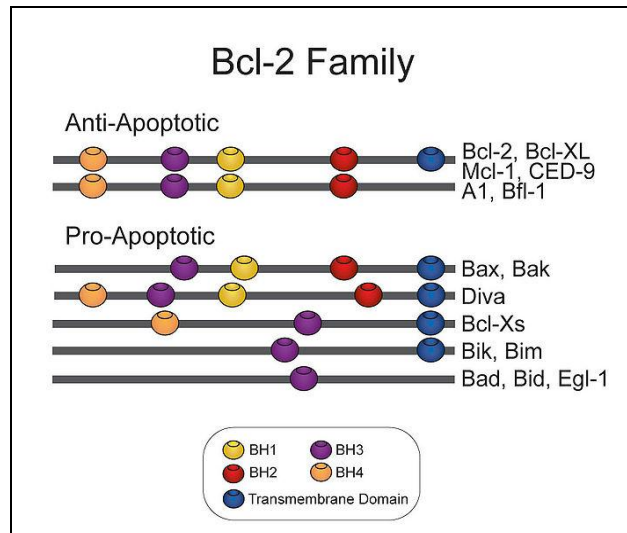 Bcl-2 Family
Anti-Apoptotic
Bcl-2, Bcl-XL
Mcl-1, CED-9
A1, Bfl-1
Pro-Apoptotic
Bax, Bak
Diva
Bcl-Xs
Bik, Bim
Bad, Bid, Egl-1
BH1 BH3
BH2 BH4
Transmembrane Domain